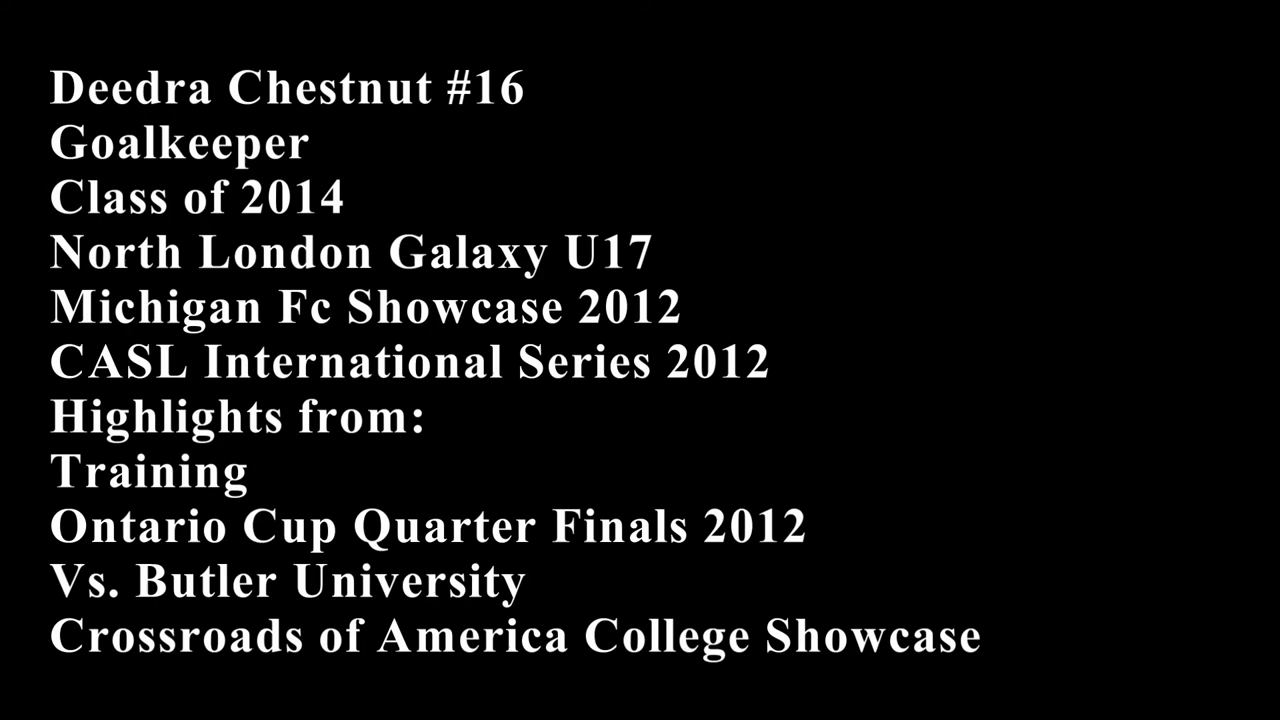 Deedra Chestnut #16
Goalkeeper
Class of 2014
North London Galaxy U17
Michigan Fc Showcase 2012
CASL International Series 2012
Highlights from:
Training
Ontario Cup Quarter Finals 2012
Vs. Butler University
Crossroads of America College Showcase